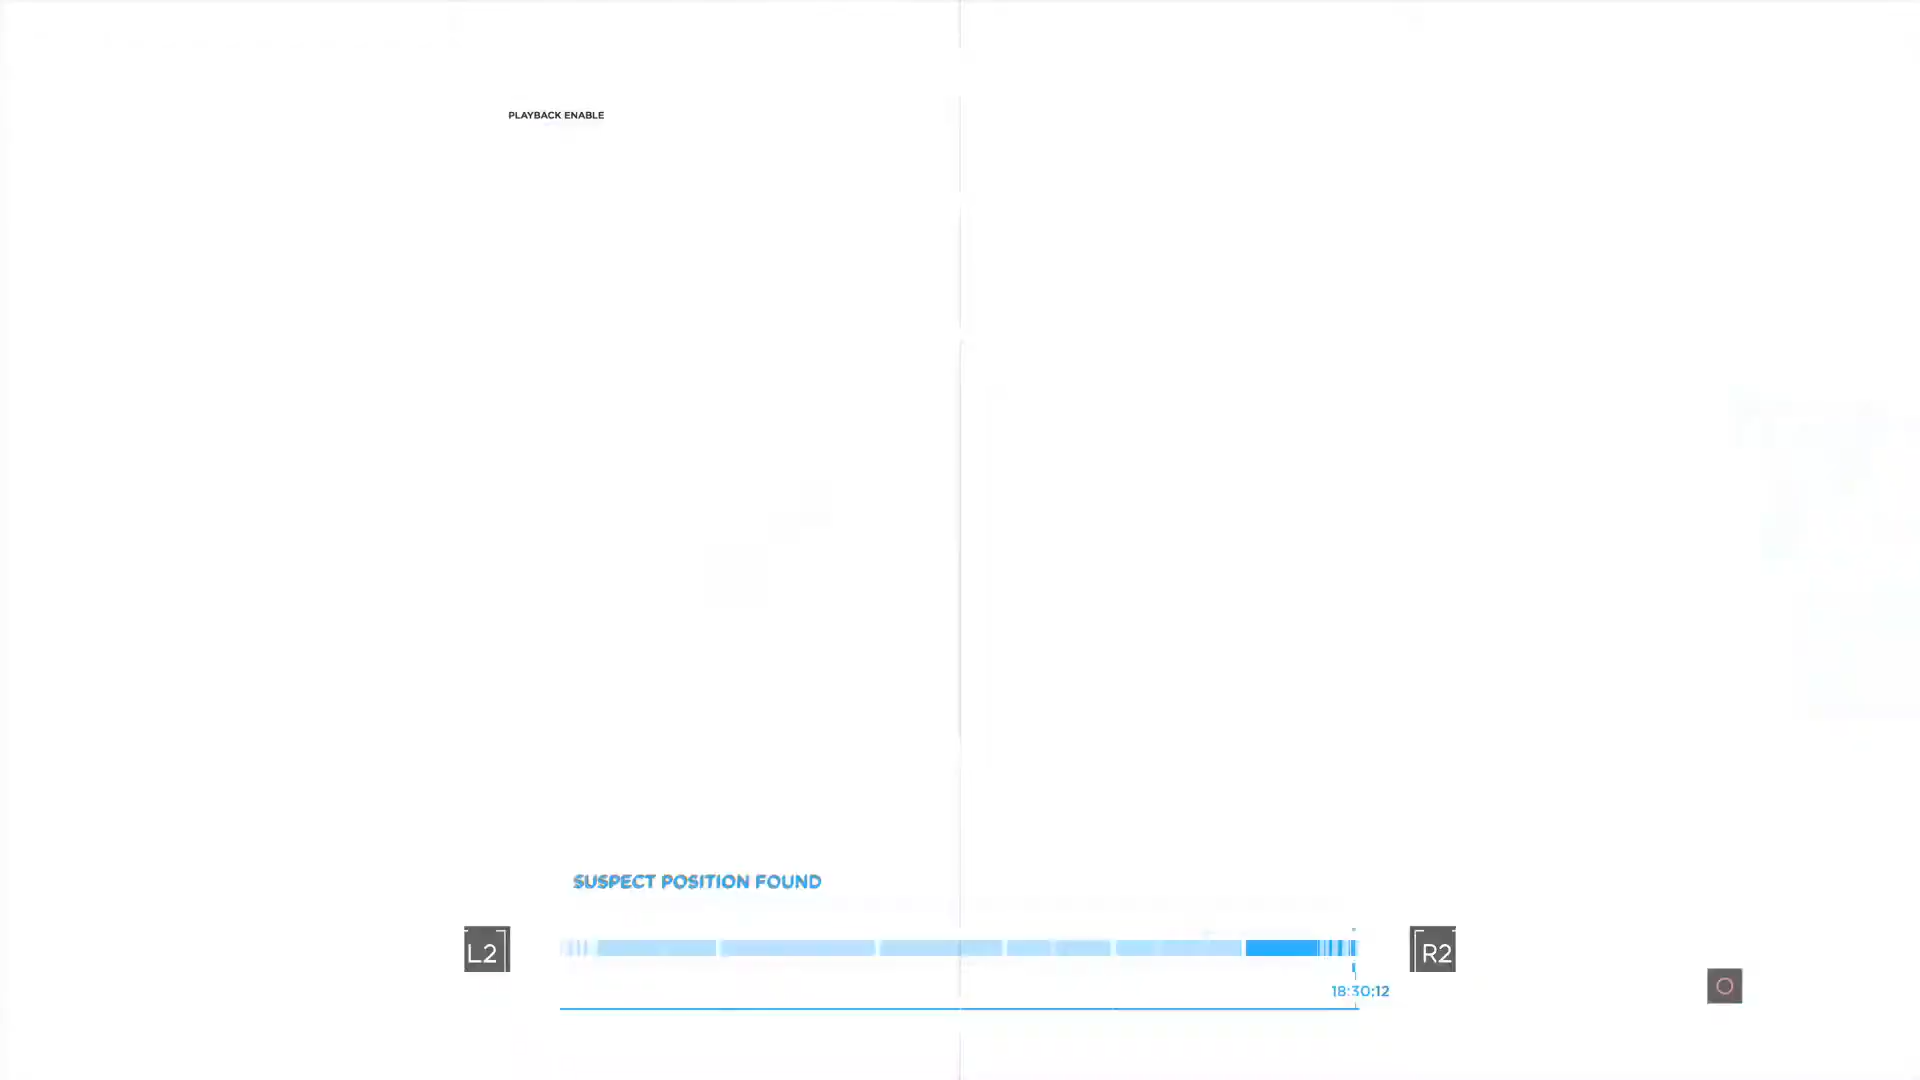 PLAYBACK ENABLE
SUSPECT POSITION FOUND
L2
R2
18:30:12